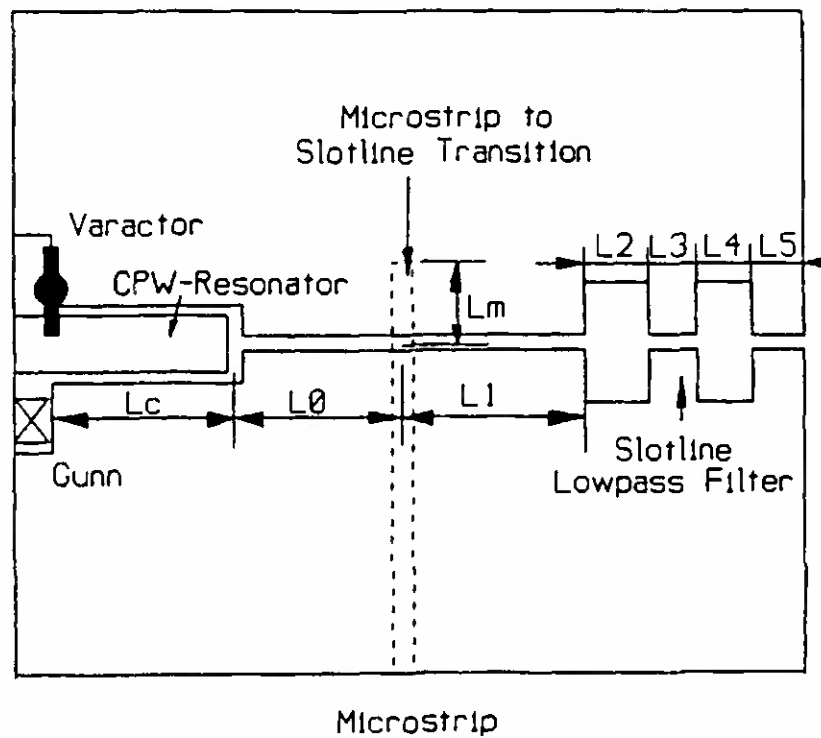 Microstrip to
Slotline Transition
Varactor
CPW-Resonator
L2 L3 L4 L5
Lm
Lc L0 L1
Gunn
Slotline
Lowpass Filter
Microstrip